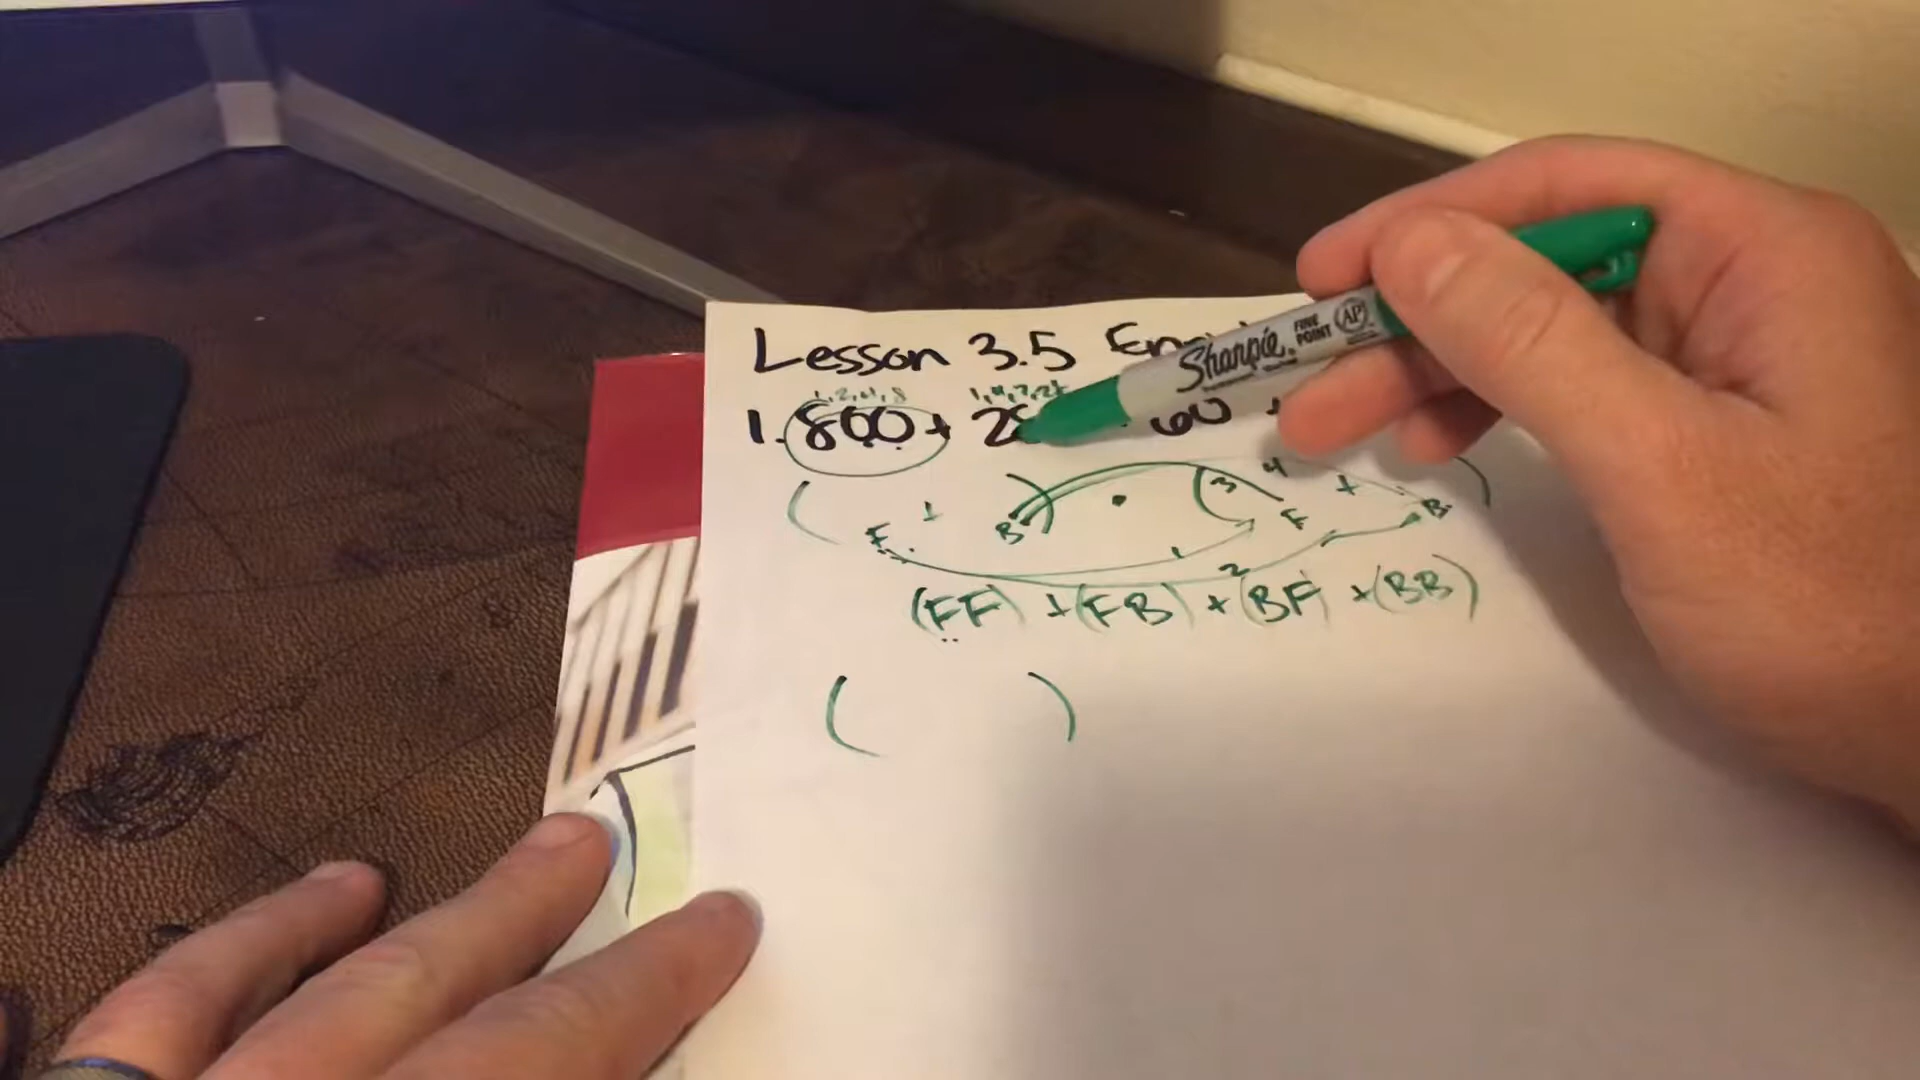 Lesson 3.5
1,2,4,8
1. 800 +
60 +
( + ) · ( + )
F B F B
1 2 3 4
(FF) + (FB) + (BF) + (BB)
( )
Sharpie. FINE POINT AP